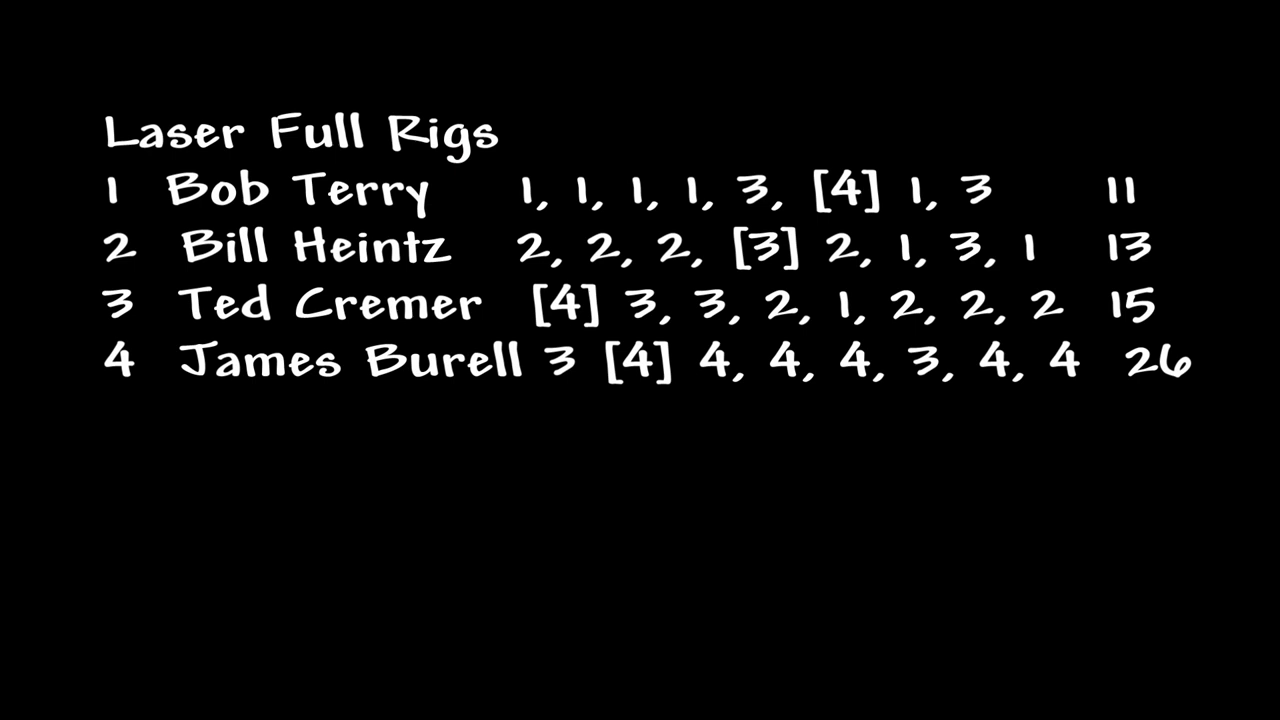 Laser Full Rigs
1 Bob Terry 1, 1, 1, 1, 3, [4] 1, 3 11
2 Bill Heintz 2, 2, 2, [3] 2, 1, 3, 1 13
3 Ted Cremer [4] 3, 3, 2, 1, 2, 2, 2 15
4 James Burell 3 [4] 4, 4, 4, 3, 4, 4 26